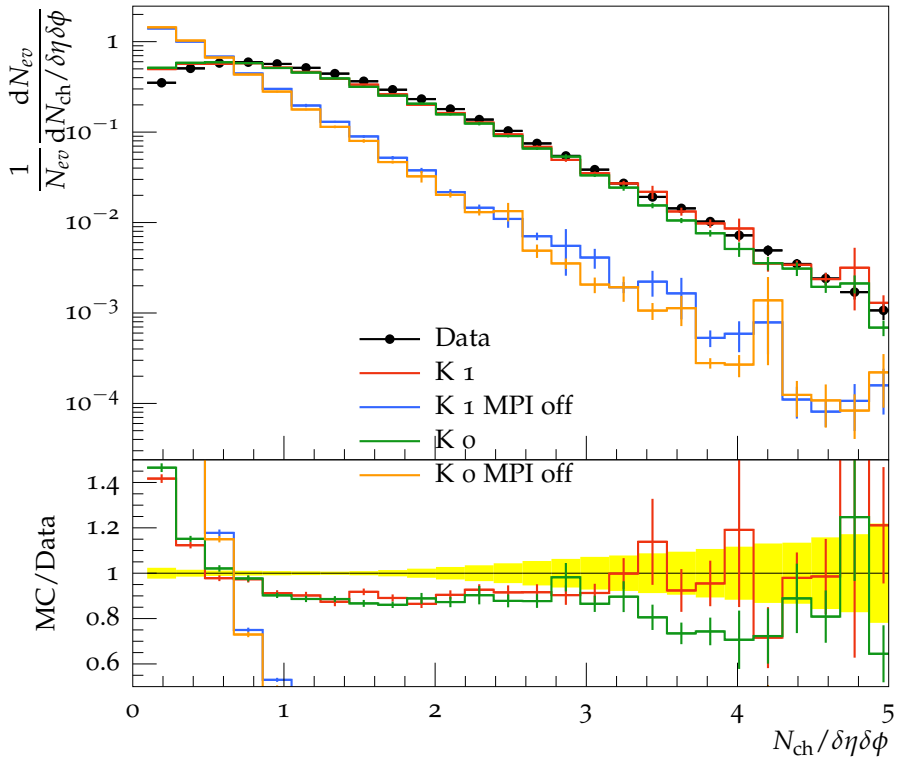 1/N_ev dN_ev/dN_ch/δηδφ
1
10⁻¹
10⁻²
10⁻³
10⁻⁴
Data
K 1
K 1 MPI off
K 0
K 0 MPI off
MC/Data
1.4
1.2
1
0.8
0.6
0 1 2 3 4 5
N_ch/δηδφ